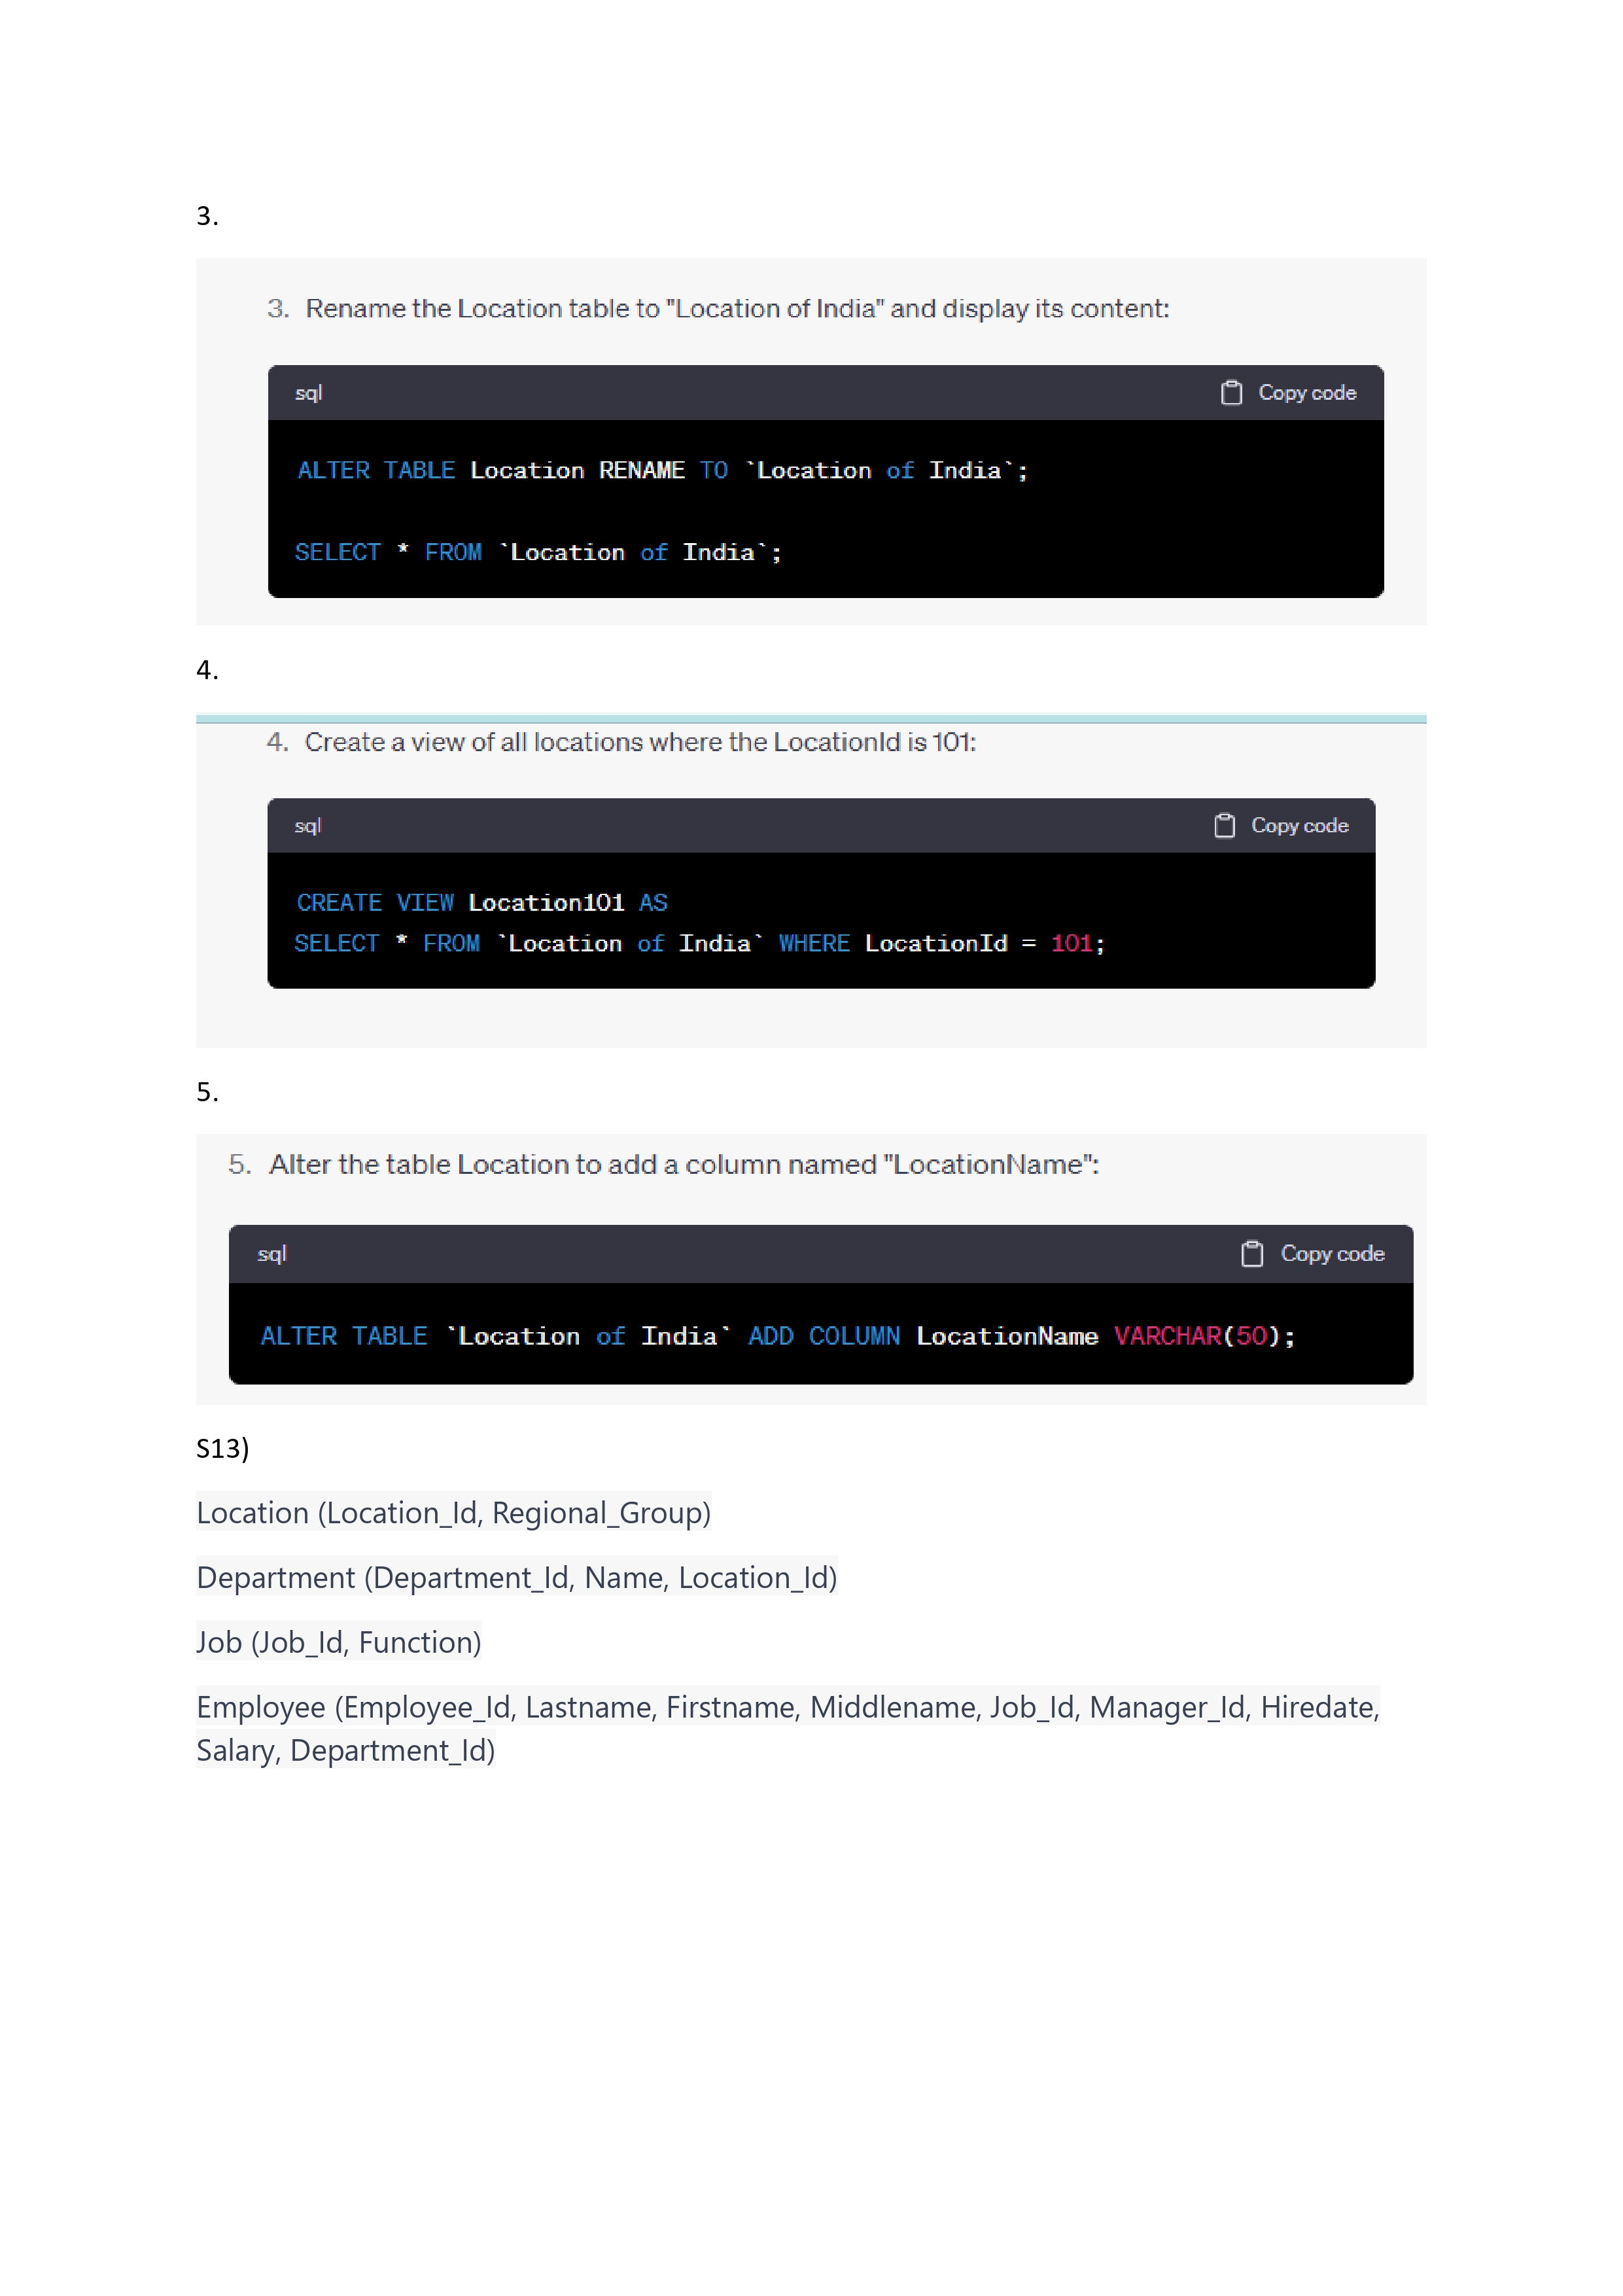 3.
3. Rename the Location table to "Location of India" and display its content:
sql
Copy code
ALTER TABLE Location RENAME TO `Location of India`;
SELECT * FROM `Location of India`;
4.
4. Create a view of all locations where the LocationId is 101:
sql
Copy code
CREATE VIEW Location101 AS
SELECT * FROM `Location of India` WHERE LocationId = 101;
5.
5. Alter the table Location to add a column named "LocationName":
sql
Copy code
ALTER TABLE `Location of India` ADD COLUMN LocationName VARCHAR(50);
S13)
Location (Location_Id, Regional_Group)
Department (Department_Id, Name, Location_Id)
Job (Job_Id, Function)
Employee (Employee_Id, Lastname, Firstname, Middlename, Job_Id, Manager_Id, Hiredate,
Salary, Department_Id)